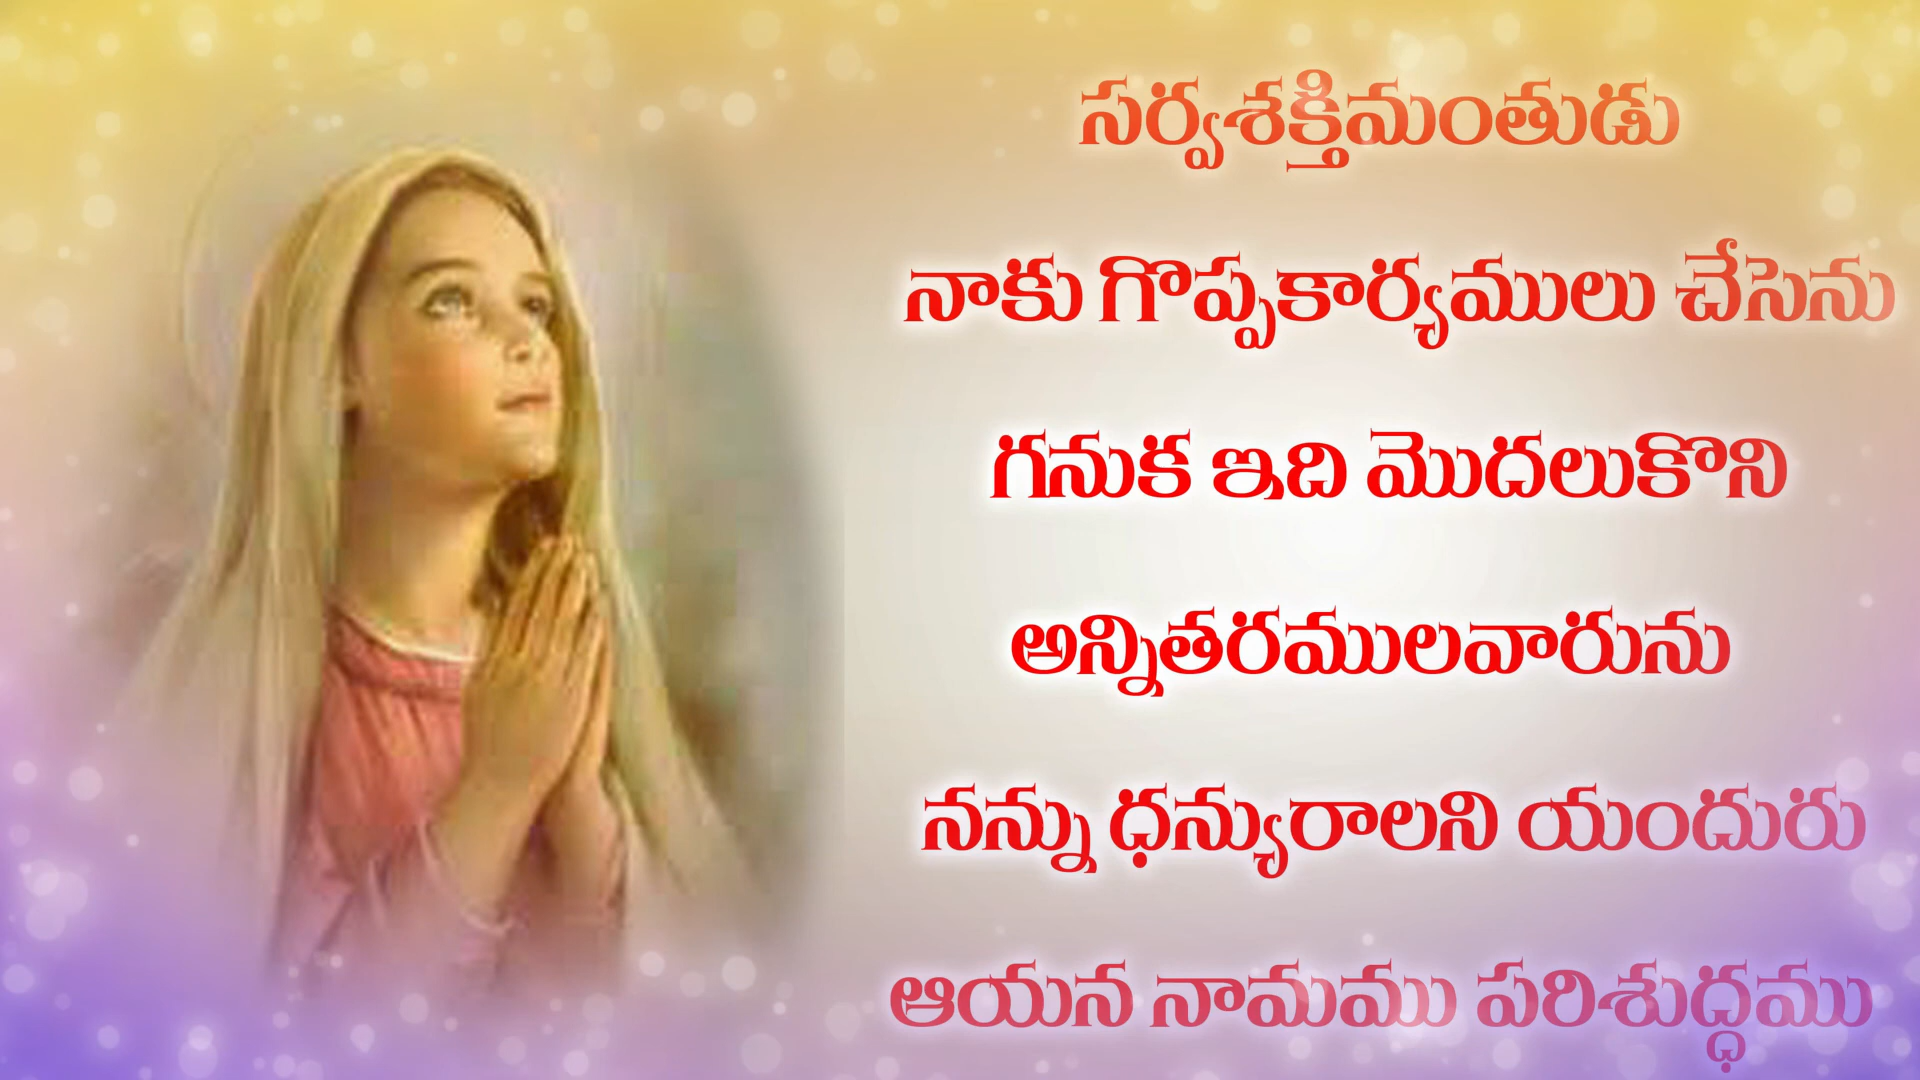 సర్వశక్తిమంతుడు
నాకు గొప్పకార్యములు చేసెను
గనుక ఇది మొదలుకొని
అన్నితరములవారును
నన్ను ధన్యురాలని యందురు
ఆయన నామము పరిశుద్ధము